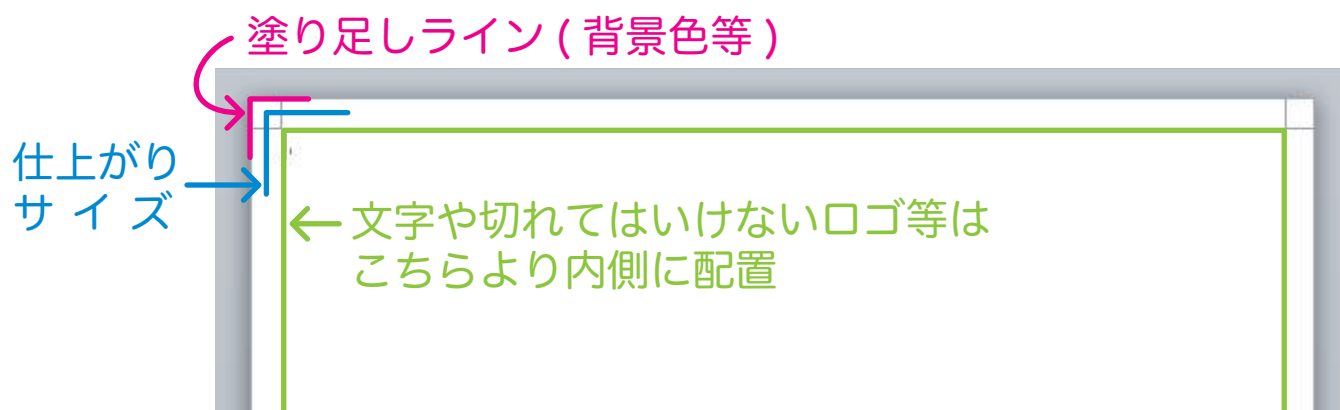 塗り足しライン ( 背景色等 )
仕上がり
サ イ ズ
文字や切れてはいけないロゴ等は
こちらより内側に配置